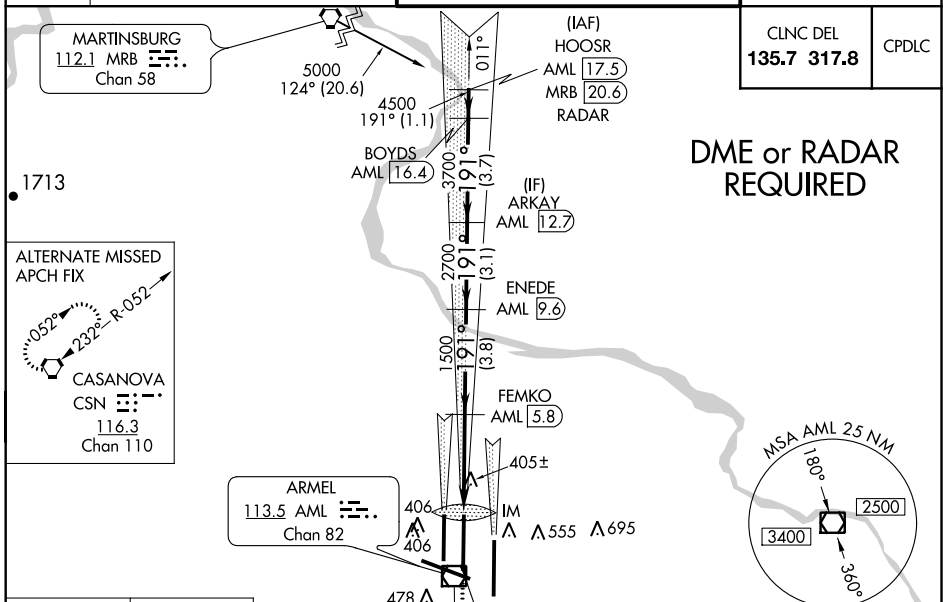 MARTINSBURG
112.1 MRB
Chan 58
5000
124° (20.6)
011°
(IAF)
HOOSR
AML 17.5
MRB 20.6
RADAR
CLNC DEL
135.7 317.8
CPDLC
4500
191° (1.1)
BOYDS
AML 16.4
3700
191°
(3.7)
DME or RADAR
REQUIRED
1713
(IF)
ARKAY
AML 12.7
2700
191°
(3.1)
ALTERNATE MISSED
APCH FIX
052°
232°
R-052
CASANOVA
CSN
116.3
Chan 110
ENEDE
AML 9.6
1500
191°
(3.8)
FEMKO
AML 5.8
405±
MSA AML 25 NM
180°
2500
3400
360°
ARMEL
113.5 AML
Chan 82
406
406
IM
555
695
478